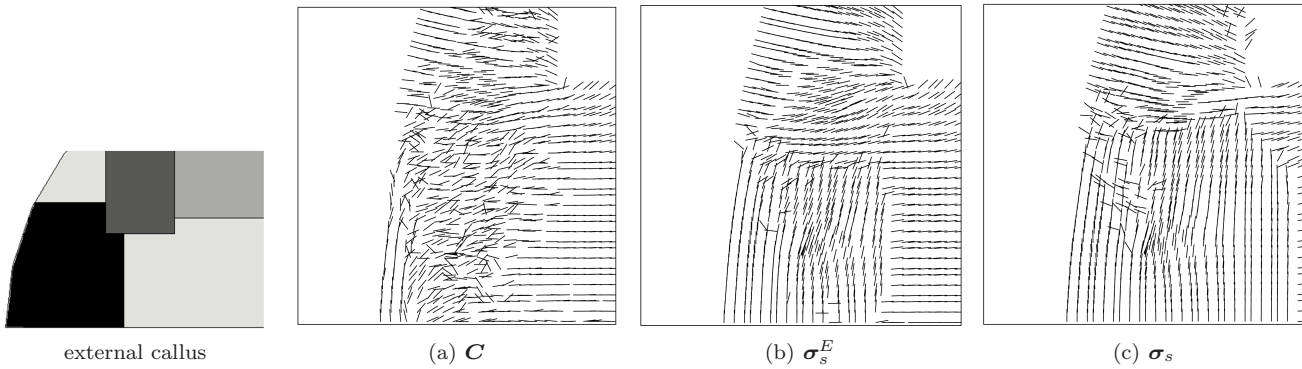 external callus
(a) C
(b) σ_s^E
(c) σ_s